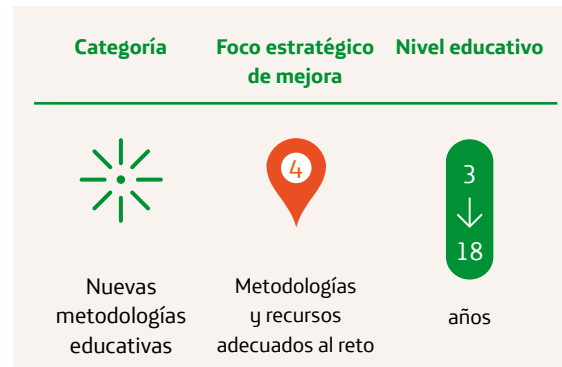 Categoría
Foco estratégico
de mejora
Nivel educativo
4
3
18
Nuevas
metodologías
educativas
Metodologías
y recursos
adecuados al reto
años